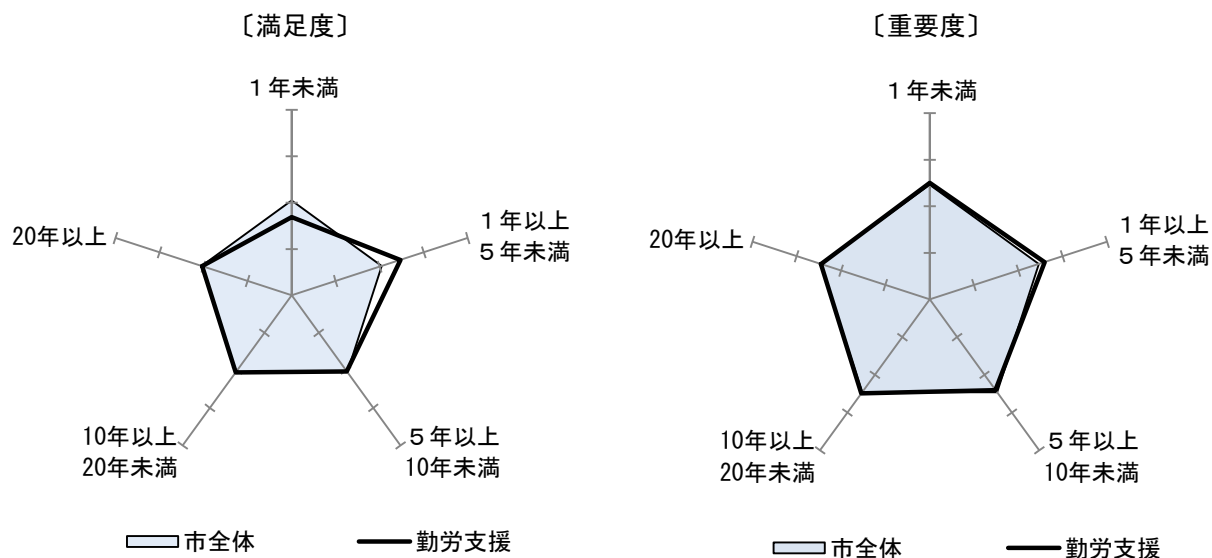 〔満足度〕
１年未満
１年以上
５年未満
５年以上
10年未満
10年以上
20年未満
20年以上
市全体
勤労支援
〔重要度〕
１年未満
１年以上
５年未満
５年以上
10年未満
10年以上
20年未満
20年以上
市全体
勤労支援